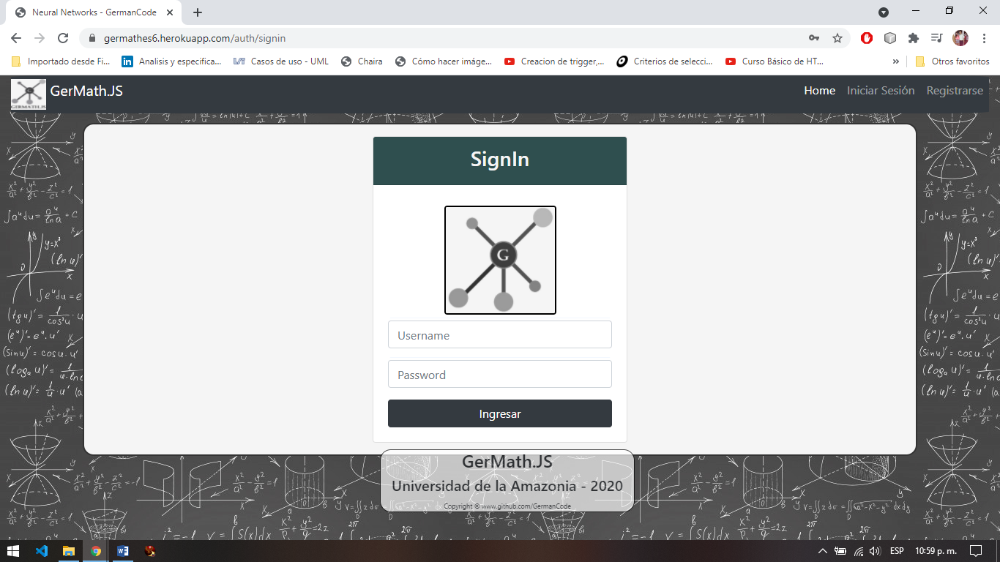 Neural Networks - GermanCode
germathes6.herokuapp.com/auth/signin
Importado desde Fi...
Analisis y especifica...
Casos de uso - UML
Chaira
Cómo hacer imáge...
Creacion de trigger,...
Criterios de selecci...
Curso Básico de HT...
Otros favoritos
GERMATH.JS
GerMath.JS
Home
Iniciar Sesión
Registrarse
SignIn
G
Username
Password
Ingresar
GerMath.JS
Universidad de la Amazonia - 2020
Copyright © www.github.com/GermanCode
ESP
10:59 p. m.